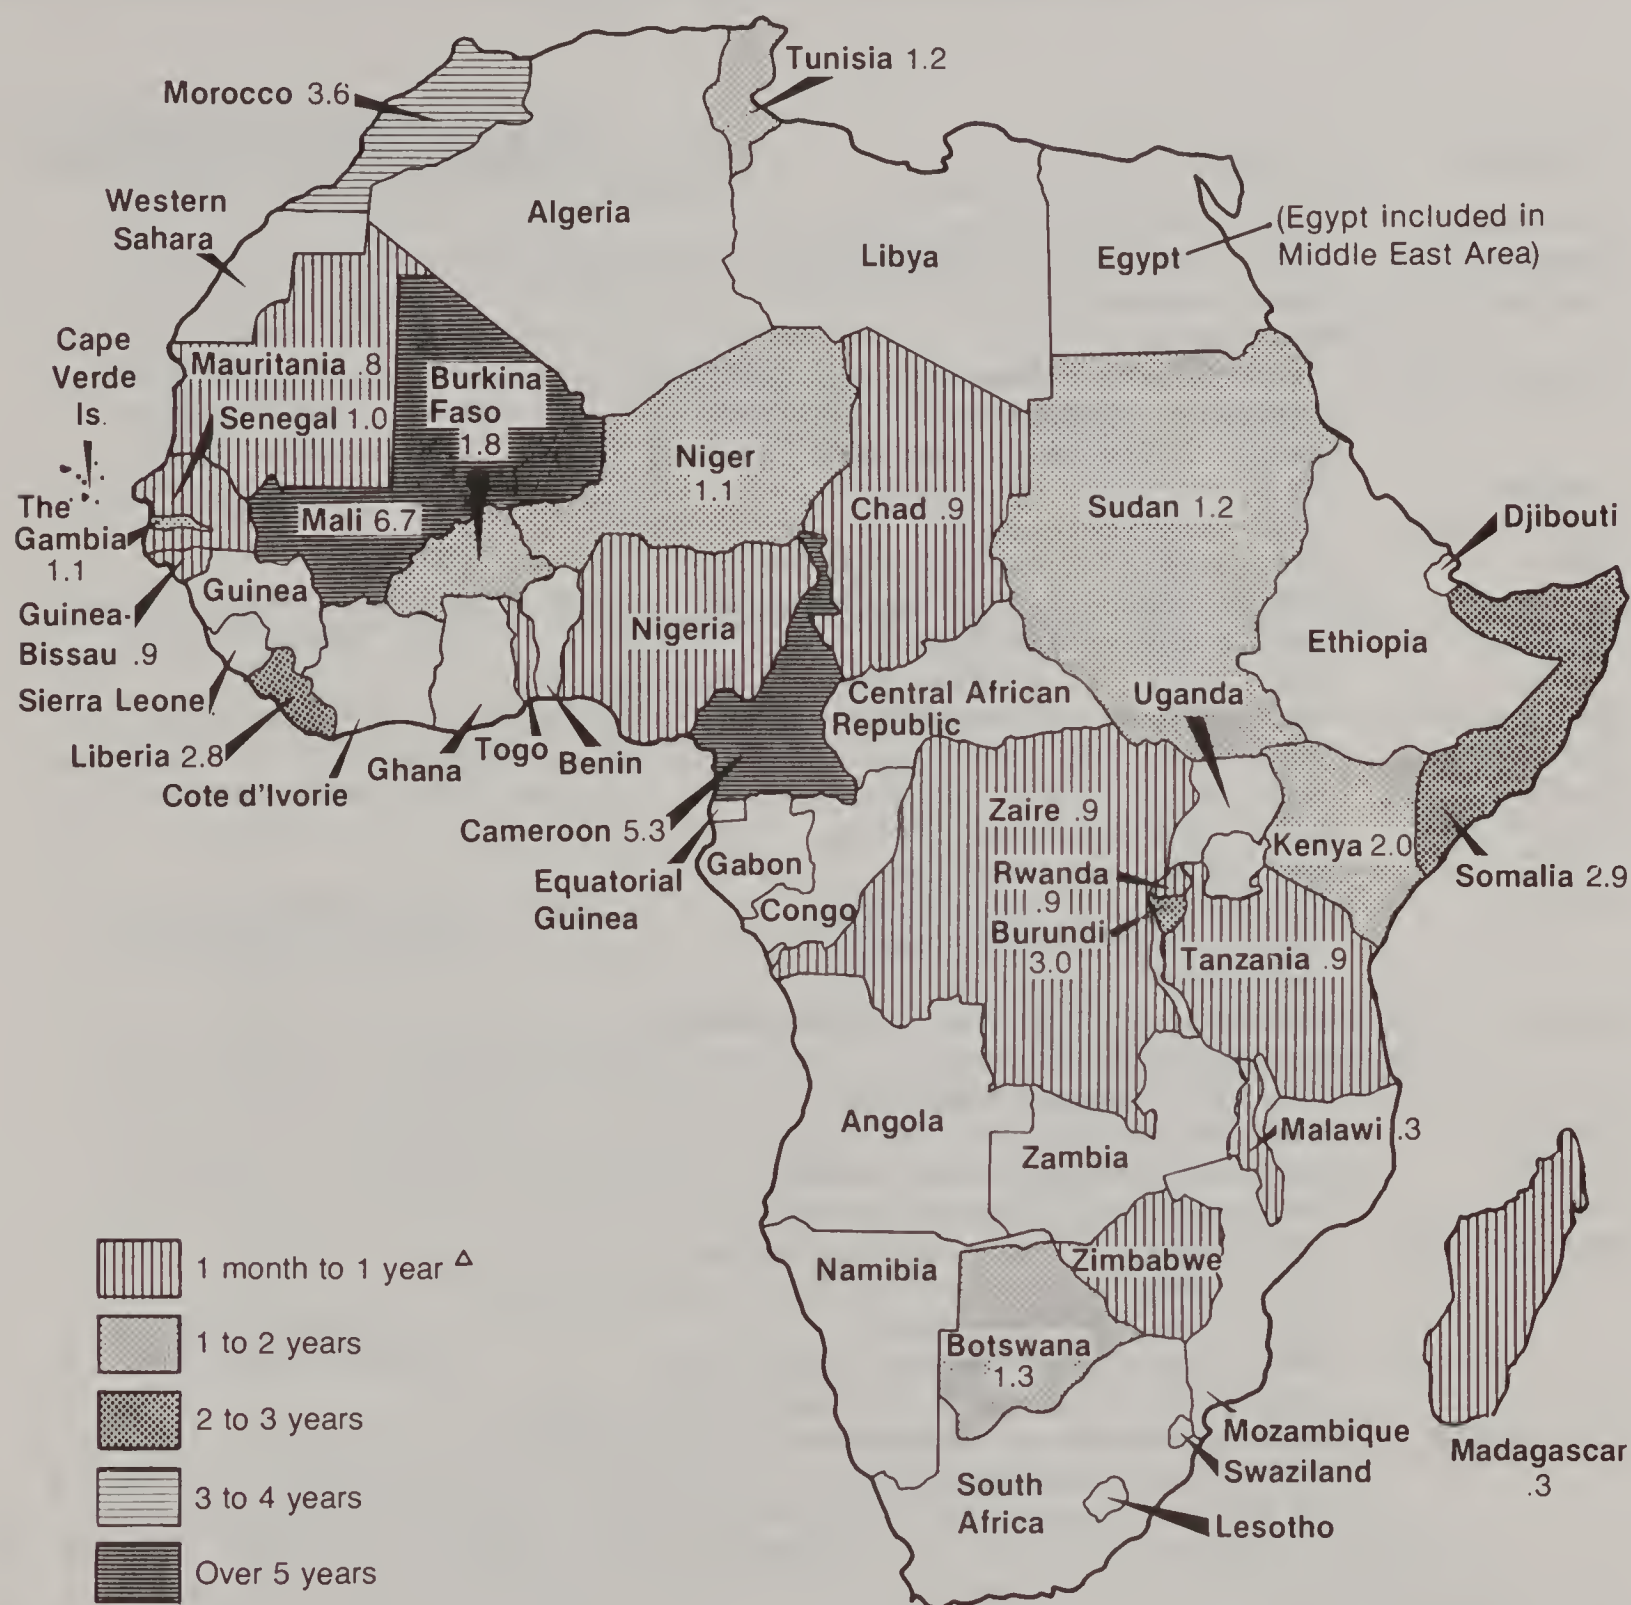 Tunisia 1.2
Morocco 3.6
Western
Sahara
Algeria
Libya
Egypt
(Egypt included in
Middle East Area)
Cape
Verde
Is.
Mauritania .8
Senegal 1.0
Burkina
Faso
1.8
Niger
1.1
Chad .9
Sudan 1.2
Djibouti
The
Gambia
1.1
Mali 6.7
Guinea
Guinea-
Bissau .9
Sierra Leone
Liberia 2.8
Cote d'Ivorie
Ghana
Togo
Benin
Nigeria
Ethiopia
Central African
Republic
Uganda
Cameroon 5.3
Equatorial
Guinea
Gabon
Congo
Zaire .9
Rwanda
.9
Burundi
3.0
Kenya 2.0
Somalia 2.9
Tanzania .9
Angola
Zambia
Malawi .3
Namibia
Zimbabwe
Botswana
1.3
Mozambique
Swaziland
South
Africa
Lesotho
Madagascar
.3
1 month to 1 year Δ
1 to 2 years
2 to 3 years
3 to 4 years
Over 5 years